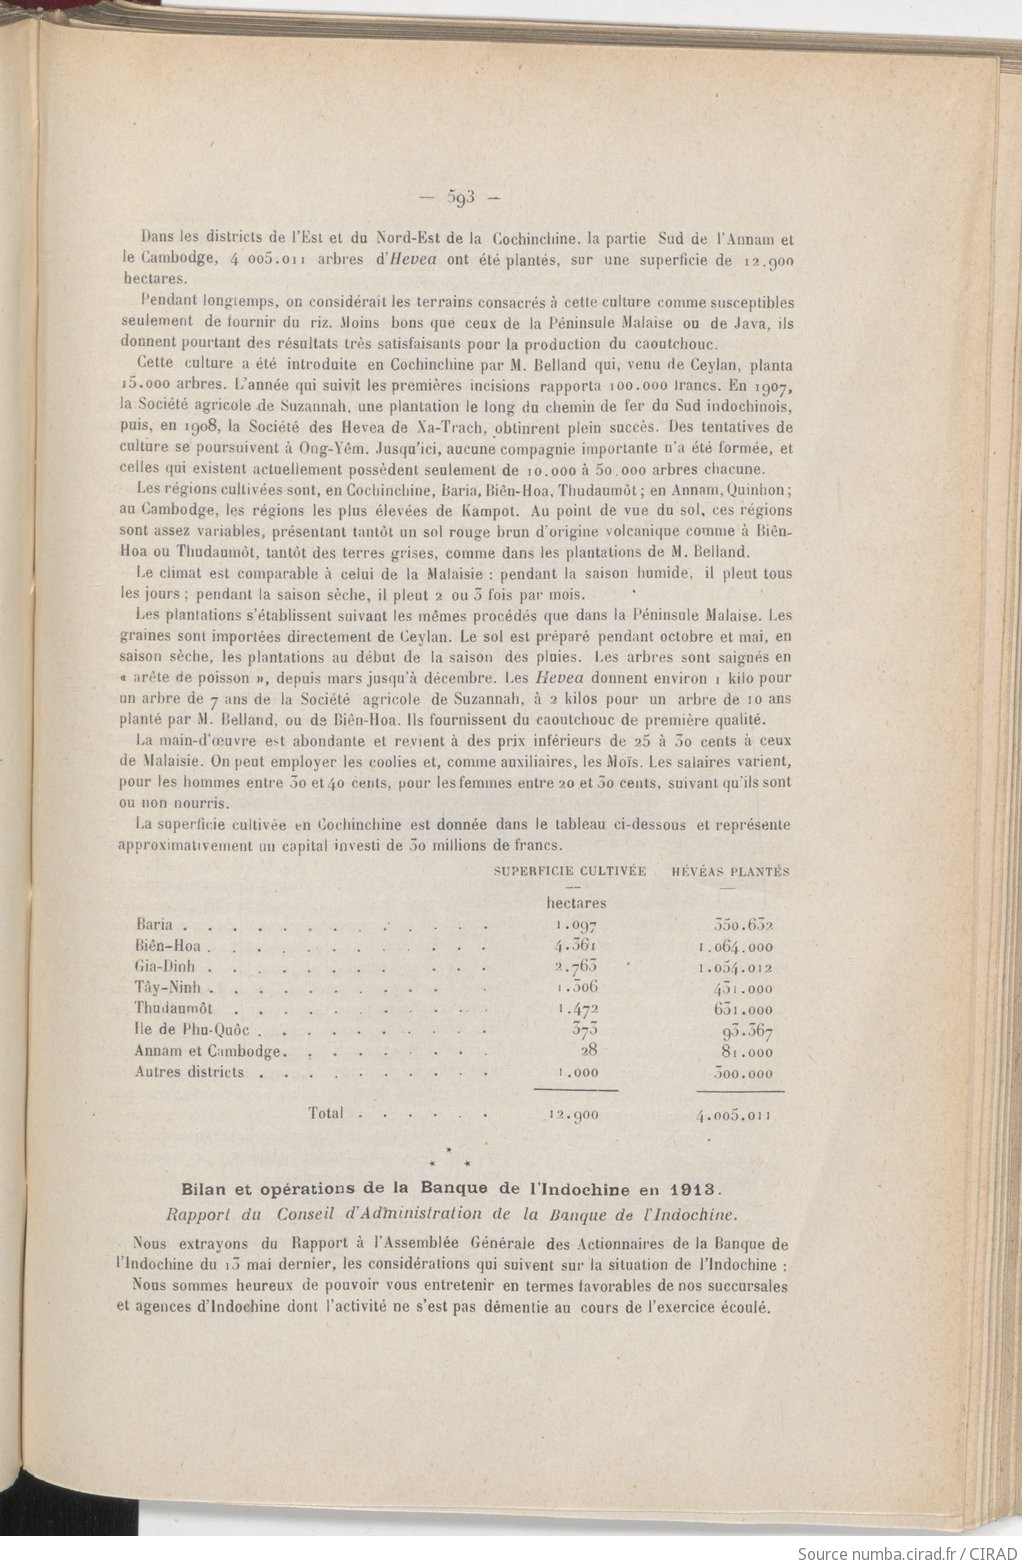 — 593 —
Dans les districts de l'Est et du Nord-Est de la Cochinchine, la partie Sud de l'Annam et
le Cambodge, 4 005.011 arbres d'Hevea ont été plantés, sur une superficie de 12.900
hectares.
Pendant longtemps, on considérait les terrains consacrés à cette culture comme susceptibles
seulement de fournir du riz. Moins bons que ceux de la Péninsule Malaise ou de Java, ils
donnent pourtant des résultats très satisfaisants pour la production du caoutchouc.
Cette culture a été introduite en Cochinchine par M. Belland qui, venu de Ceylan, planta
15.000 arbres. L'année qui suivit les premières incisions rapporta 100.000 francs. En 1907,
la Société agricole de Suzannah, une plantation le long du chemin de fer du Sud indochinois,
puis, en 1908, la Société des Hevea de Xa-Trach, obtinrent plein succès. Des tentatives de
culture se poursuivent à Ong-Yêm. Jusqu'ici, aucune compagnie importante n'a été formée, et
celles qui existent actuellement possèdent seulement de 10.000 à 50.000 arbres chacune.
Les régions cultivées sont, en Cochinchine, Baria, Biên-Hoa, Thudaumôt ; en Annam, Quinhon ;
au Cambodge, les régions les plus élevées de Kampot. Au point de vue du sol, ces régions
sont assez variables, présentant tantôt un sol rouge brun d'origine volcanique comme à Biên-
Hoa ou Thudaumôt, tantôt des terres grises, comme dans les plantations de M. Belland.
Le climat est comparable à celui de la Malaisie : pendant la saison humide, il pleut tous
les jours ; pendant la saison sèche, il pleut 2 ou 3 fois par mois.
Les plantations s'établissent suivant les mêmes procédés que dans la Péninsule Malaise. Les
graines sont importées directement de Ceylan. Le sol est préparé pendant octobre et mai, en
saison sèche, les plantations au début de la saison des pluies. Les arbres sont saignés en
« arête de poisson », depuis mars jusqu'à décembre. Les Hevea donnent environ 1 kilo pour
un arbre de 7 ans de la Société agricole de Suzannah, à 2 kilos pour un arbre de 10 ans
planté par M. Belland, ou de Biên-Hoa. Ils fournissent du caoutchouc de première qualité.
La main-d'œuvre est abondante et revient à des prix inférieurs de 25 à 30 cents à ceux
de Malaisie. On peut employer les coolies et, comme auxiliaires, les Moïs. Les salaires varient,
pour les hommes entre 30 et 40 cents, pour les femmes entre 20 et 30 cents, suivant qu'ils sont
ou non nourris.
La superficie cultivée en Cochinchine est donnée dans le tableau ci-dessous et représente
approximativement un capital investi de 30 millions de francs.
SUPERFICIE CULTIVÉE HÉVÉAS PLANTÉS
— —
hectares
Baria . . . . . . . . . . . . . 1.097 350.632
Biên-Hoa . . . . . . . . . . . . 4.361 1.064.000
Gia-Dinh . . . . . . . . . . . 2.763 1.054.012
Tây-Ninh . . . . . . . . . . 1.306 431.000
Thudaumôt . . . . . . . . . . . 1.472 631.000
Ile de Phu-Quôc . . . . . . . . . . 373 93.367
Annam et Cambodge. . . . . . . . . 28 81.000
Autres districts . . . . . . . . . . 1.000 300.000
Total . . . . . . 12.900 4.005.011
*
* *
Bilan et opérations de la Banque de l'Indochine en 1913.
Rapport du Conseil d'Administration de la Banque de l'Indochine.
Nous extrayons du Rapport à l'Assemblée Générale des Actionnaires de la Banque de
l'Indochine du 13 mai dernier, les considérations qui suivent sur la situation de l'Indochine :
Nous sommes heureux de pouvoir vous entretenir en termes favorables de nos succursales
et agences d'Indochine dont l'activité ne s'est pas démentie au cours de l'exercice écoulé.
Source numba.cirad.fr / CIRAD